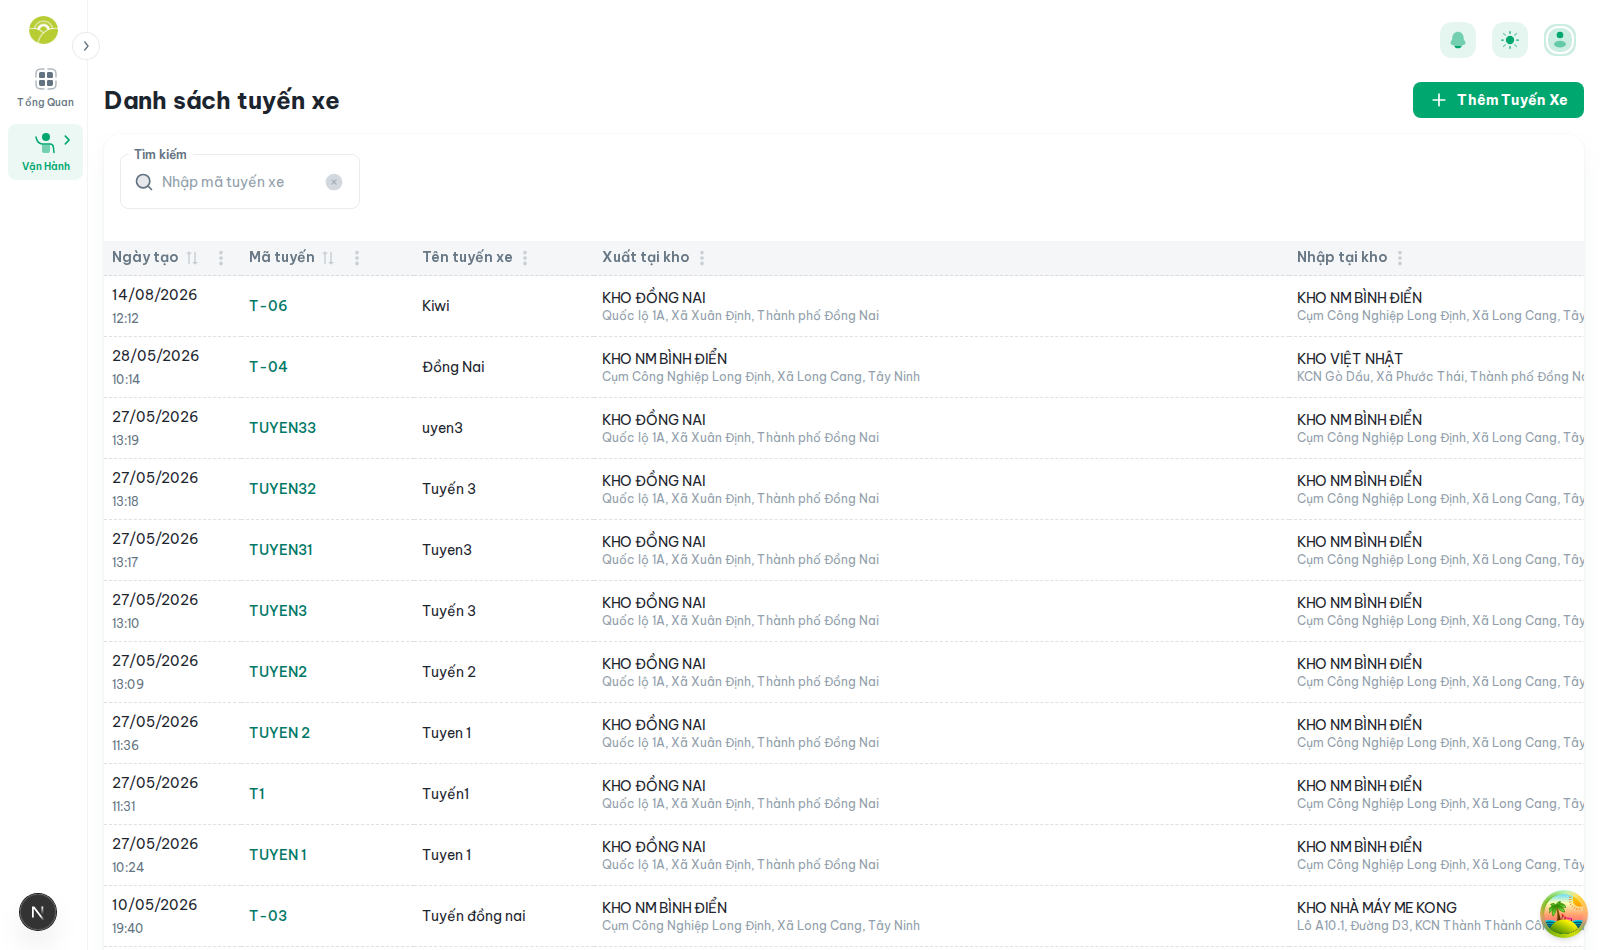 Tổng Quan
Vận Hành
Danh sách tuyến xe
Thêm Tuyến Xe
Tìm kiếm
Nhập mã tuyến xe
Ngày tạo Mã tuyến Tên tuyến xe Xuất tại kho Nhập tại kho
14/08/2026 T-06 Kiwi KHO ĐỒNG NAI KHO NM BÌNH ĐIỂN
12:12 Quốc lộ 1A, Xã Xuân Định, Thành phố Đồng Nai Cụm Công Nghiệp Long Định, Xã Long Cang, Tây
28/05/2026 T-04 Đồng Nai KHO NM BÌNH ĐIỂN KHO VIỆT NHẬT
10:14 Cụm Công Nghiệp Long Định, Xã Long Cang, Tây Ninh KCN Gò Dầu, Xã Phước Thái, Thành phố Đồng
27/05/2026 TUYEN33 uyen3 KHO ĐỒNG NAI KHO NM BÌNH ĐIỂN
13:19 Quốc lộ 1A, Xã Xuân Định, Thành phố Đồng Nai Cụm Công Nghiệp Long Định, Xã Long Cang, Tây
27/05/2026 TUYEN32 Tuyến 3 KHO ĐỒNG NAI KHO NM BÌNH ĐIỂN
13:18 Quốc lộ 1A, Xã Xuân Định, Thành phố Đồng Nai Cụm Công Nghiệp Long Định, Xã Long Cang, Tây
27/05/2026 TUYEN31 Tuyen3 KHO ĐỒNG NAI KHO NM BÌNH ĐIỂN
13:17 Quốc lộ 1A, Xã Xuân Định, Thành phố Đồng Nai Cụm Công Nghiệp Long Định, Xã Long Cang, Tây
27/05/2026 TUYEN3 Tuyến 3 KHO ĐỒNG NAI KHO NM BÌNH ĐIỂN
13:10 Quốc lộ 1A, Xã Xuân Định, Thành phố Đồng Nai Cụm Công Nghiệp Long Định, Xã Long Cang, Tây
27/05/2026 TUYEN2 Tuyến 2 KHO ĐỒNG NAI KHO NM BÌNH ĐIỂN
13:09 Quốc lộ 1A, Xã Xuân Định, Thành phố Đồng Nai Cụm Công Nghiệp Long Định, Xã Long Cang, Tây
27/05/2026 TUYEN 2 Tuyen 1 KHO ĐỒNG NAI KHO NM BÌNH ĐIỂN
11:36 Quốc lộ 1A, Xã Xuân Định, Thành phố Đồng Nai Cụm Công Nghiệp Long Định, Xã Long Cang, Tây
27/05/2026 T1 Tuyến1 KHO ĐỒNG NAI KHO NM BÌNH ĐIỂN
11:31 Quốc lộ 1A, Xã Xuân Định, Thành phố Đồng Nai Cụm Công Nghiệp Long Định, Xã Long Cang, Tây
27/05/2026 TUYEN 1 Tuyen 1 KHO ĐỒNG NAI KHO NM BÌNH ĐIỂN
10:24 Quốc lộ 1A, Xã Xuân Định, Thành phố Đồng Nai Cụm Công Nghiệp Long Định, Xã Long Cang, Tây
10/05/2026 T-03 Tuyến đồng nai KHO NM BÌNH ĐIỂN KHO NHÀ MÁY ME KONG
19:40 Cụm Công Nghiệp Long Định, Xã Long Cang, Tây Ninh Lô A10.1, Đường D3, KCN Thành Thành
N